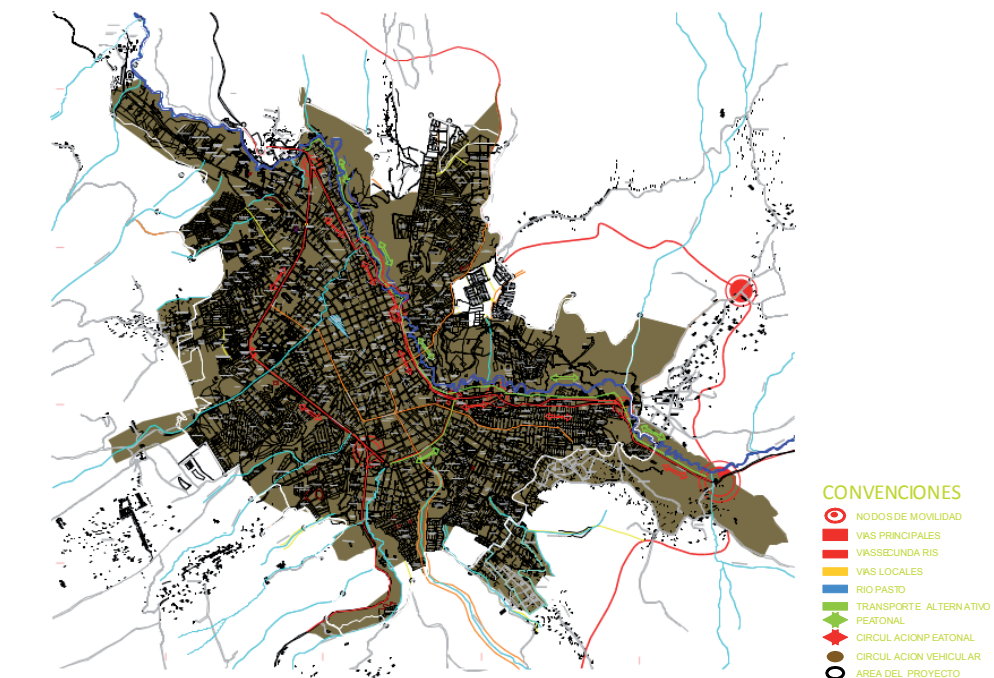 CONVENCIONES
NODOS DE MOVILIDAD
VIAS PRINCIPALES
VIASSECUNDA RIS
VIAS LOCALES
RIO PASTO
TRANSPORTE ALTERNATIVO
PEATONAL
CIRCUL ACIONP EATONAL
CIRCUL ACION VEHICULAR
AREA DEL PROYECTO